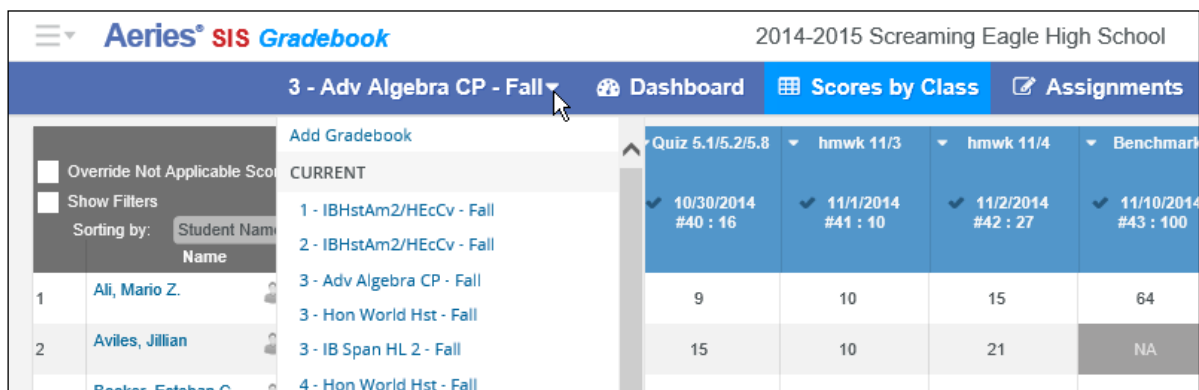 Aeries® SIS Gradebook
2014-2015 Screaming Eagle High School
3 - Adv Algebra CP - Fall
Dashboard
Scores by Class
Assignments
Add Gradebook
CURRENT
1 - IBHstAm2/HEcCv - Fall
2 - IBHstAm2/HEcCv - Fall
3 - Adv Algebra CP - Fall
3 - Hon World Hst - Fall
3 - IB Span HL 2 - Fall
4 - Hon World Hst - Fall
Override Not Applicable Sco
Show Filters
Sorting by: Student Nam
Name
Quiz 5.1/5.2/5.8
10/30/2014
#40 : 16
hmwk 11/3
11/1/2014
#41 : 10
hmwk 11/4
11/2/2014
#42 : 27
Benchmark
11/10/2014
#43 : 100
1 Ali, Mario Z. 9 10 15 64
2 Aviles, Jillian 15 10 21 NA